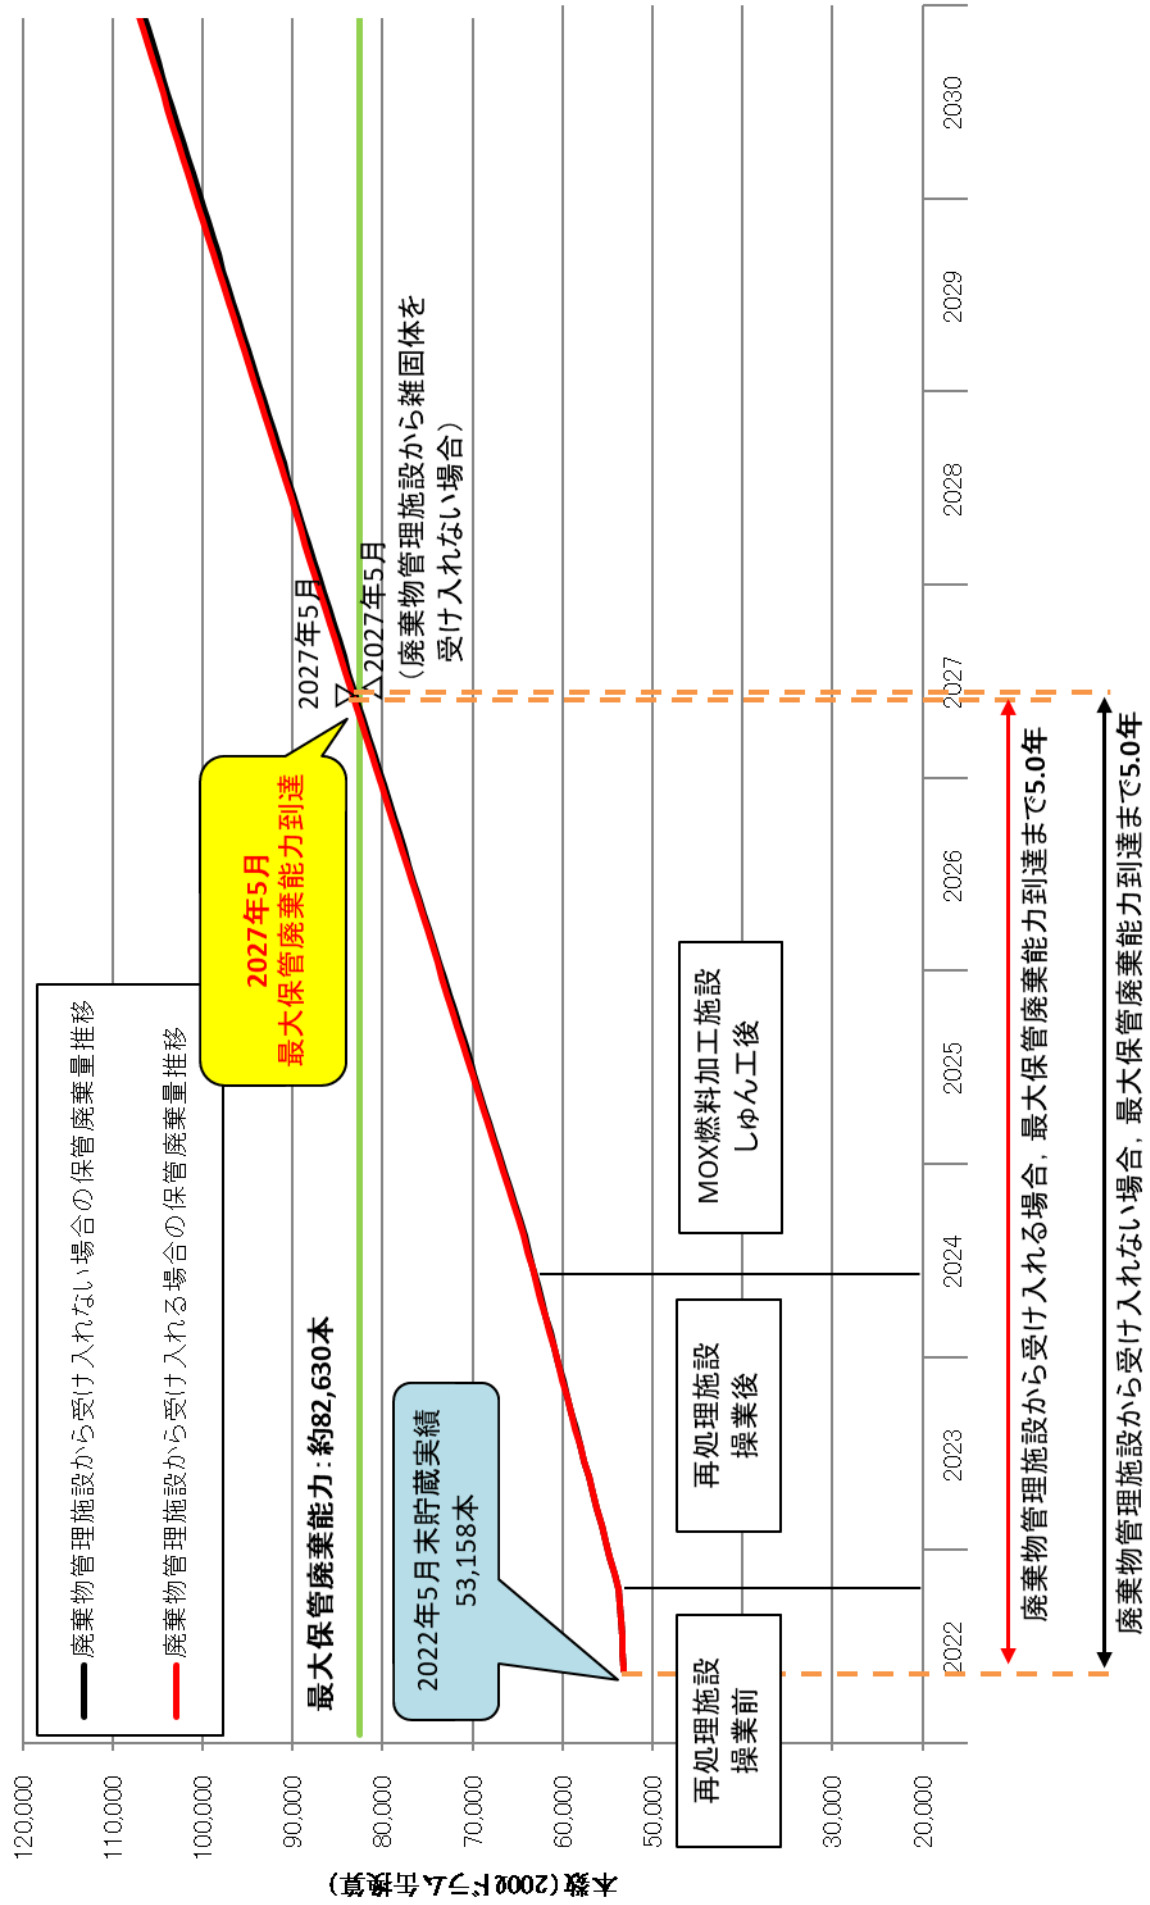 廃棄物管理施設から受け入れない場合の保管廃棄量推移
廃棄物管理施設から受け入れる場合の保管廃棄量推移
120,000
110,000
100,000
90,000
80,000
70,000
60,000
50,000
30,000
20,000
本数(200ℓドラム缶換算)
最大保管廃棄能力：約82,630本
2027年5月
最大保管廃棄能力到達
2027年5月
2027年5月
（廃棄物管理施設から雑固体を
受け入れない場合）
2022年5月末貯蔵実績
53,158本
再処理施設
操業前
再処理施設
操業後
MOX燃料加工施設
しゅん工後
2022
2023
2024
2025
2026
2027
2028
2029
2030
廃棄物管理施設から受け入れる場合，最大保管廃棄能力到達まで5.0年
廃棄物管理施設から受け入れない場合，最大保管廃棄能力到達まで5.0年